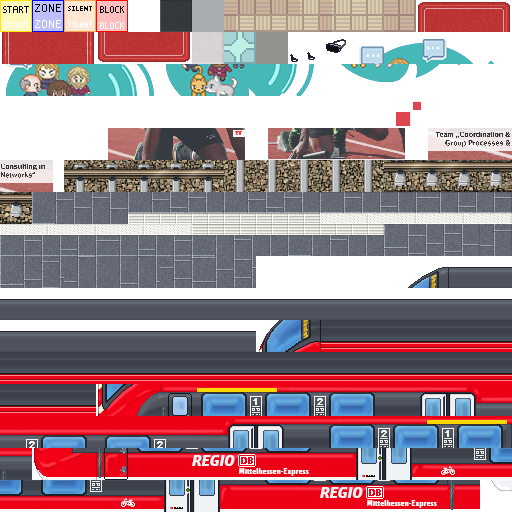 START
ZONE
SILENT
BLOCK
START
ZONE
SILENT
BLOCK
Team „Coordination &
Group Processes &
Consulting in
Networks“
1
2
2
2
2
1
REGIO DB
Mittelhessen-Express
REGIO DB
Mittelhessen-Express